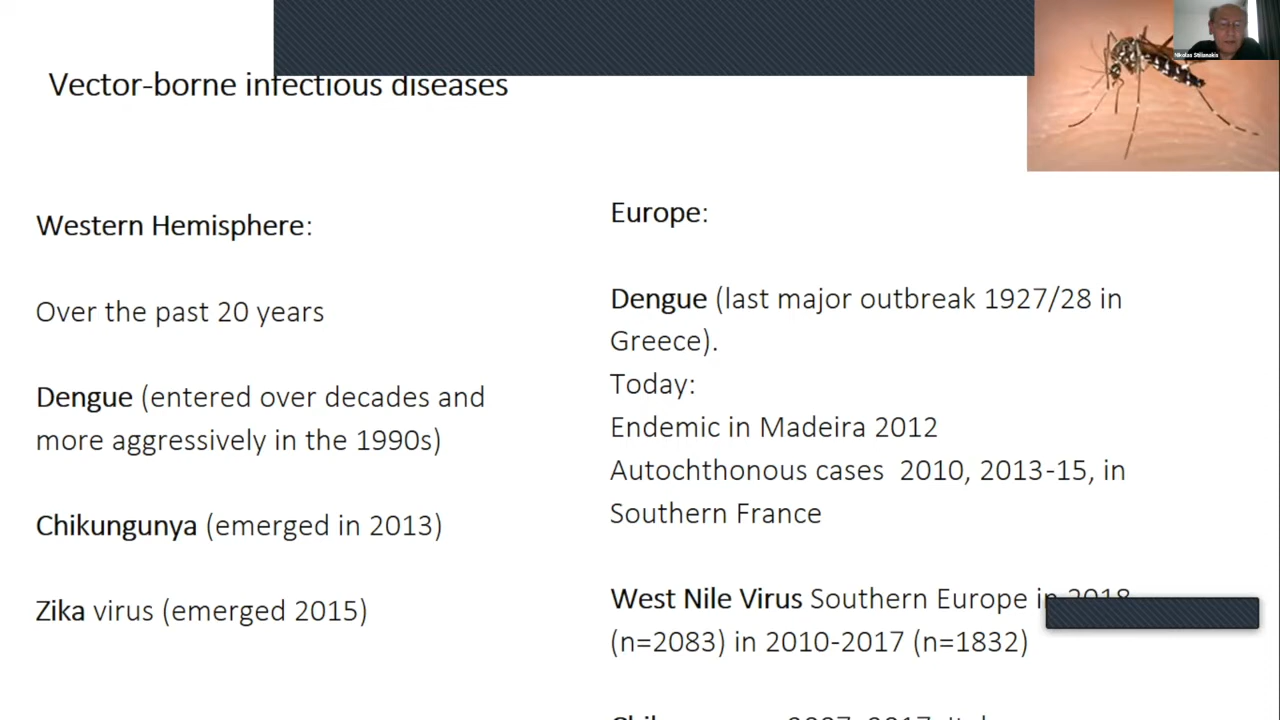 Nikolaos Stilianakis
Vector-borne infectious diseases
Western Hemisphere:
Over the past 20 years
Dengue (entered over decades and
more aggressively in the 1990s)
Chikungunya (emerged in 2013)
Zika virus (emerged 2015)
Europe:
Dengue (last major outbreak 1927/28 in
Greece).
Today:
Endemic in Madeira 2012
Autochthonous cases 2010, 2013-15, in
Southern France
West Nile Virus Southern Europe in 2018
(n=2083) in 2010-2017 (n=1832)